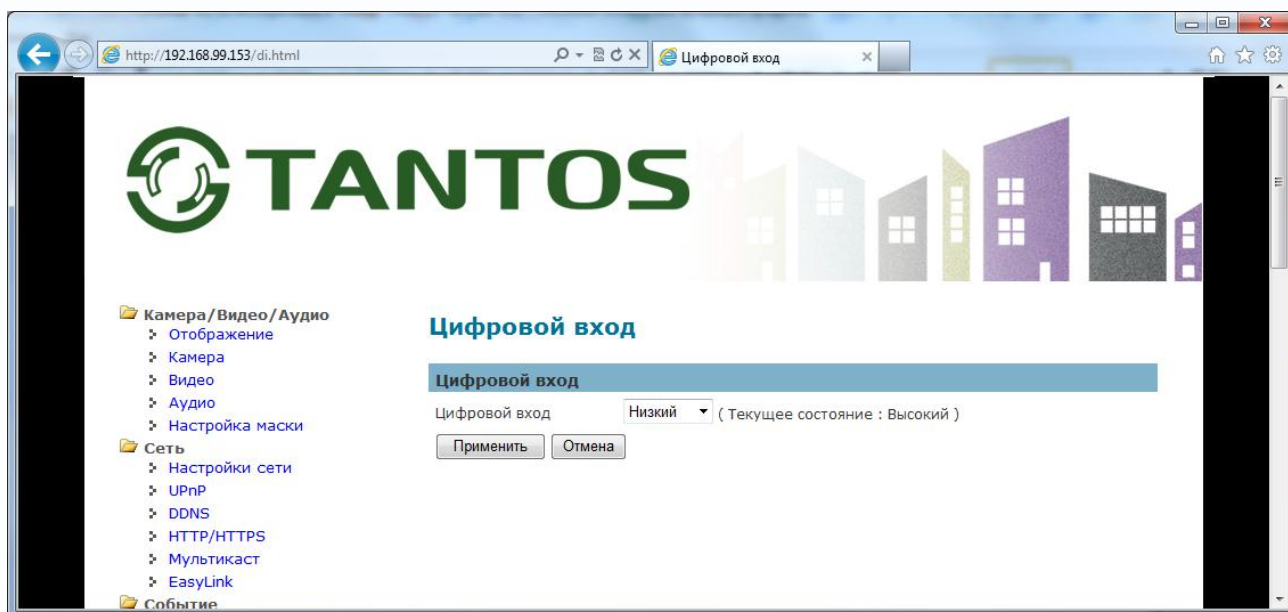 http://192.168.99.153/di.html
Цифровой вход
TANTOS
Камера/Видео/Аудио
Отображение
Камера
Видео
Аудио
Настройка маски
Сеть
Настройки сети
UPnP
DDNS
HTTP/HTTPS
Мультикаст
EasyLink
Событие
Цифровой вход
Цифровой вход
Цифровой вход Низкий ( Текущее состояние : Высокий )
Применить Отмена